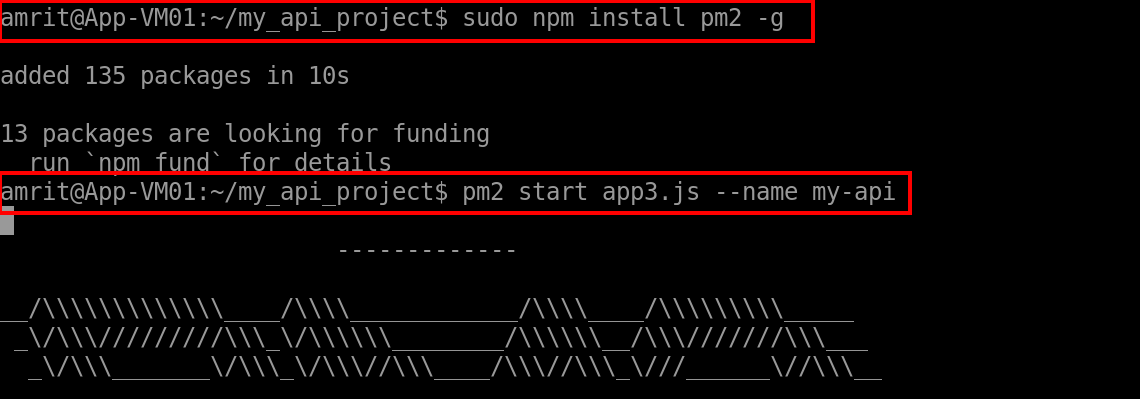 amrit@App-VM01:~/my_api_project$ sudo npm install pm2 -g
added 135 packages in 10s
13 packages are looking for funding
  run `npm fund` for details
amrit@App-VM01:~/my_api_project$ pm2 start app3.js --name my-api
                        -------------
__/\\\\\\\\\\\\\____/\\\\____________/\\\\____/\\\\\\\\\_____
 _\/\\\/////////\\\_\/\\\\\\________/\\\\\\__/\\\///////\\\___
  _\/\\\_______\/\\\_\/\\\//\\\____/\\\//\\\_\///______\//\\\__